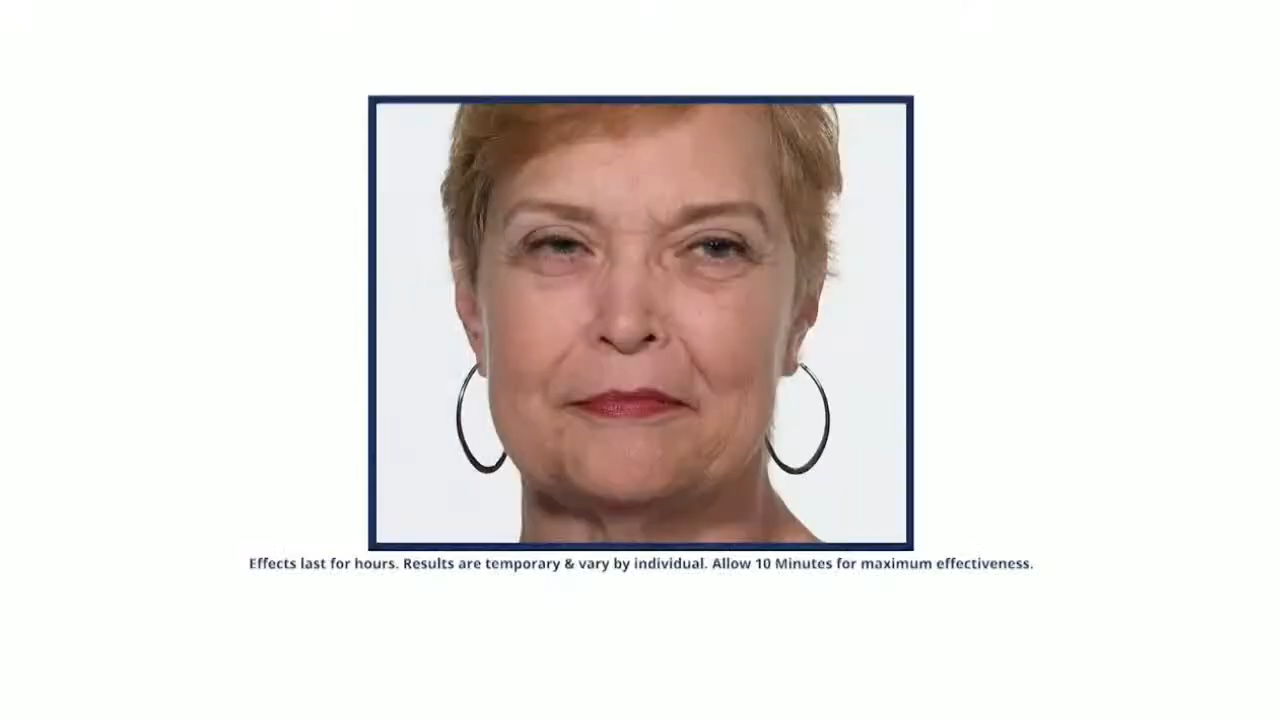 Effects last for hours. Results are temporary & vary by individual. Allow 10 Minutes for maximum effectiveness.